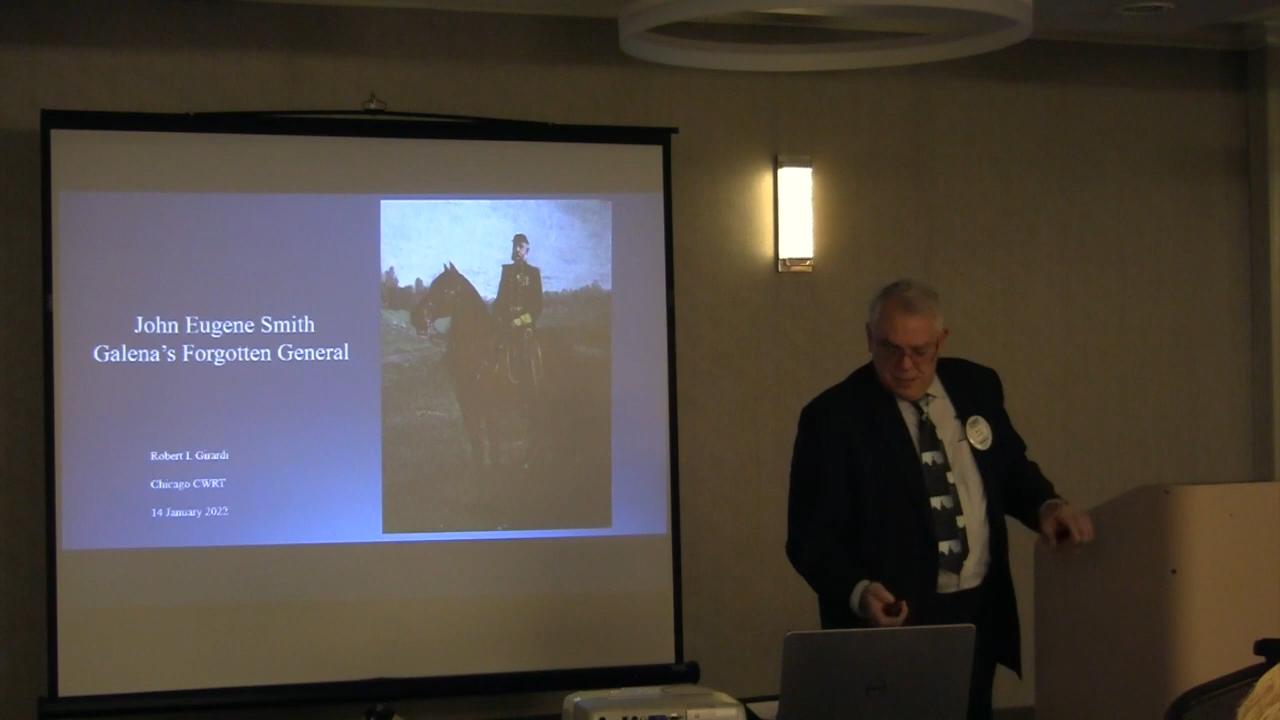 John Eugene Smith
Galena's Forgotten General
Robert I. Girardi
Chicago CWRT
14 January 2022